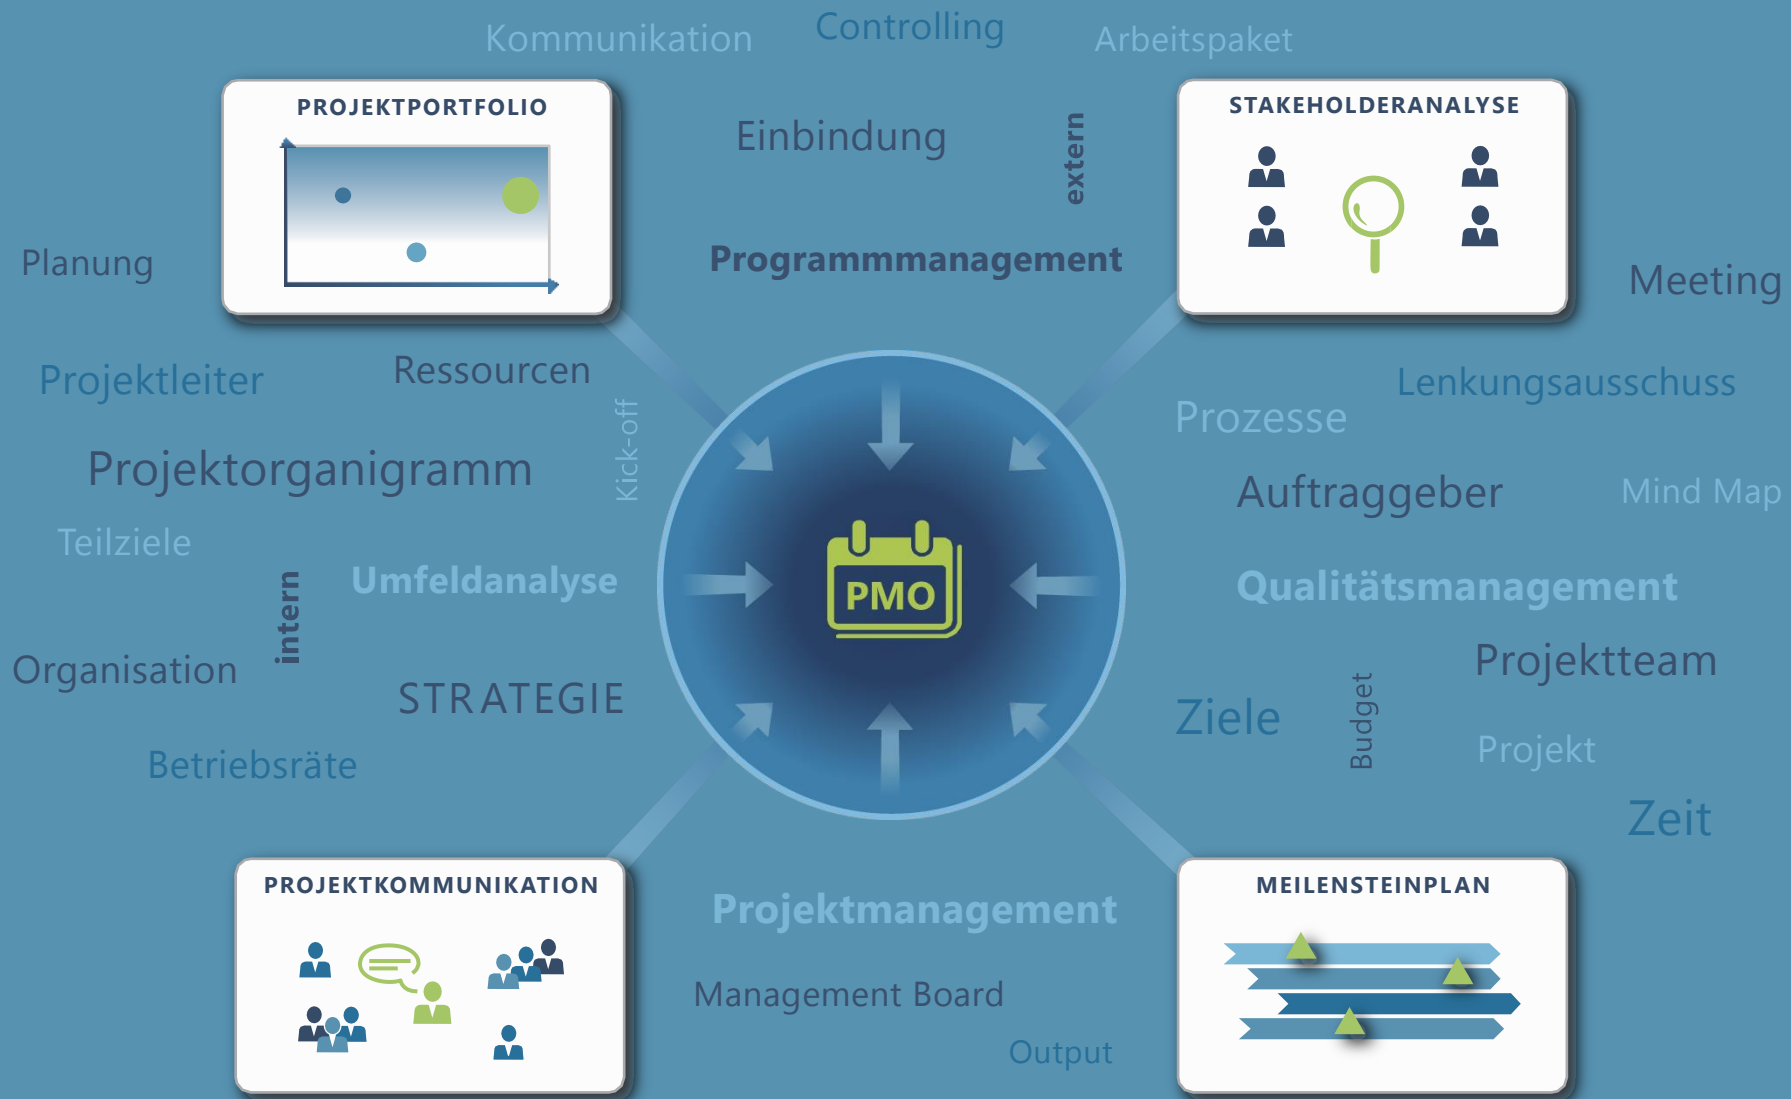 Kommunikation
Controlling
Arbeitspaket
PROJEKTPORTFOLIO
STAKEHOLDERANALYSE
Einbindung
extern
Planung
Programmmanagement
Meeting
Projektleiter
Ressourcen
Lenkungsausschuss
Prozesse
Kick-off
Projektorganigramm
Auftraggeber
Mind Map
Teilziele
Umfeldanalyse
Qualitätsmanagement
PMO
intern
Organisation
STRATEGIE
Projektteam
Ziele
Budget
Projekt
Betriebsräte
Zeit
PROJEKTKOMMUNIKATION
Projektmanagement
MEILENSTEINPLAN
Management Board
Output